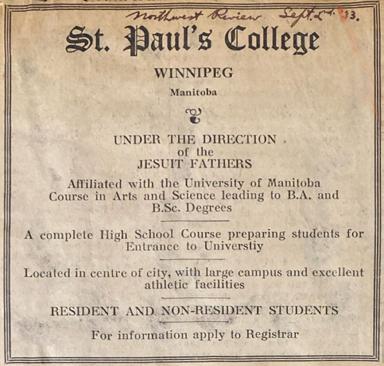 Northwest Review Sept. 2nd. 33.
St. Paul's College
WINNIPEG
Manitoba
UNDER THE DIRECTION
of the
JESUIT FATHERS
Affiliated with the University of Manitoba
Course in Arts and Science leading to B.A. and
B.Sc. Degrees
A complete High School Course preparing students for
Entrance to Universtiy
Located in centre of city, with large campus and excellent
athletic facilities
RESIDENT AND NON-RESIDENT STUDENTS
For information apply to Registrar